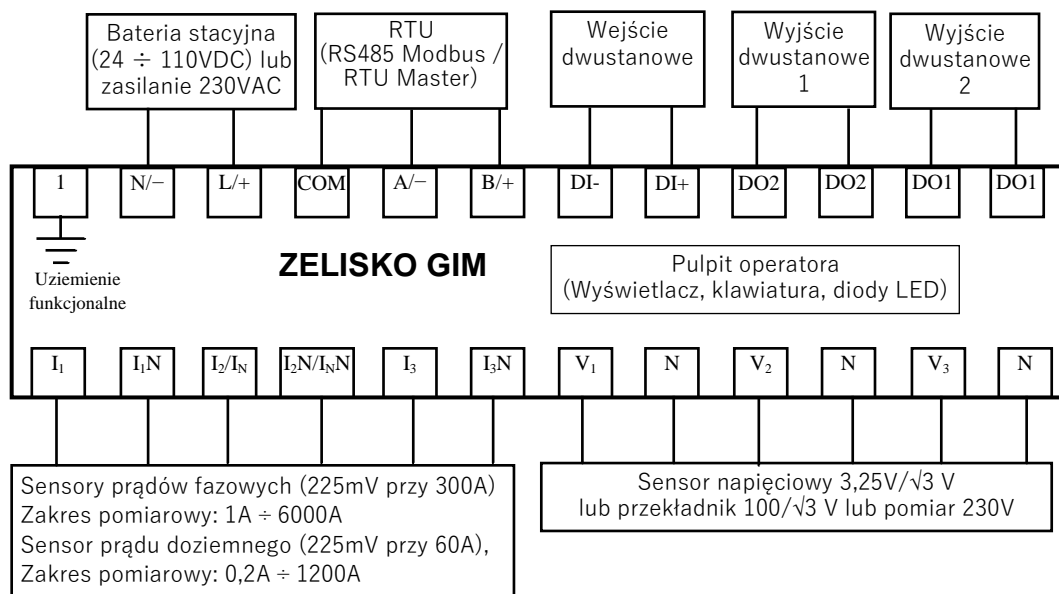 Bateria stacyjna
(24 ÷ 110VDC) lub
zasilanie 230VAC
RTU
(RS485 Modbus /
RTU Master)
Wejście
dwustanowe
Wyjście
dwustanowe
1
Wyjście
dwustanowe
2
1 N/− L/+ COM A/− B/+ DI- DI+ DO2 DO2 DO1 DO1
Uziemienie
funkcjonalne
ZELISKO GIM
Pulpit operatora
(Wyświetlacz, klawiatura, diody LED)
I₁ I₁N I₂/I_N I₂N/I_NN I₃ I₃N V₁ N V₂ N V₃ N
Sensory prądów fazowych (225mV przy 300A)
Zakres pomiarowy: 1A ÷ 6000A
Sensor prądu doziemnego (225mV przy 60A),
Zakres pomiarowy: 0,2A ÷ 1200A
Sensor napięciowy 3,25V/√3 V
lub przekładnik 100/√3 V lub pomiar 230V